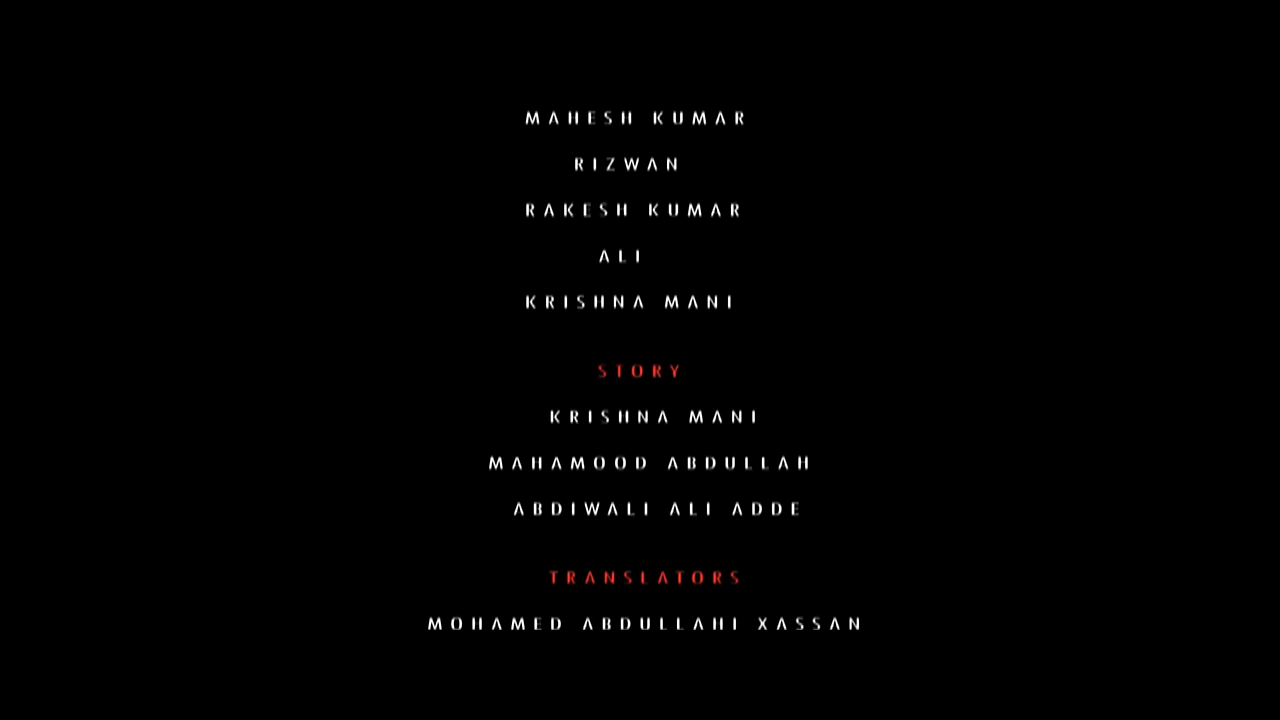 MAHESH KUMAR
RIZWAN
RAKESH KUMAR
ALI
KRISHNA MANI
STORY
KRISHNA MANI
MAHAMOOD ABDULLAH
ABDIWALI ALI ADDE
TRANSLATORS
MOHAMED ABDULLAHI XASSAN